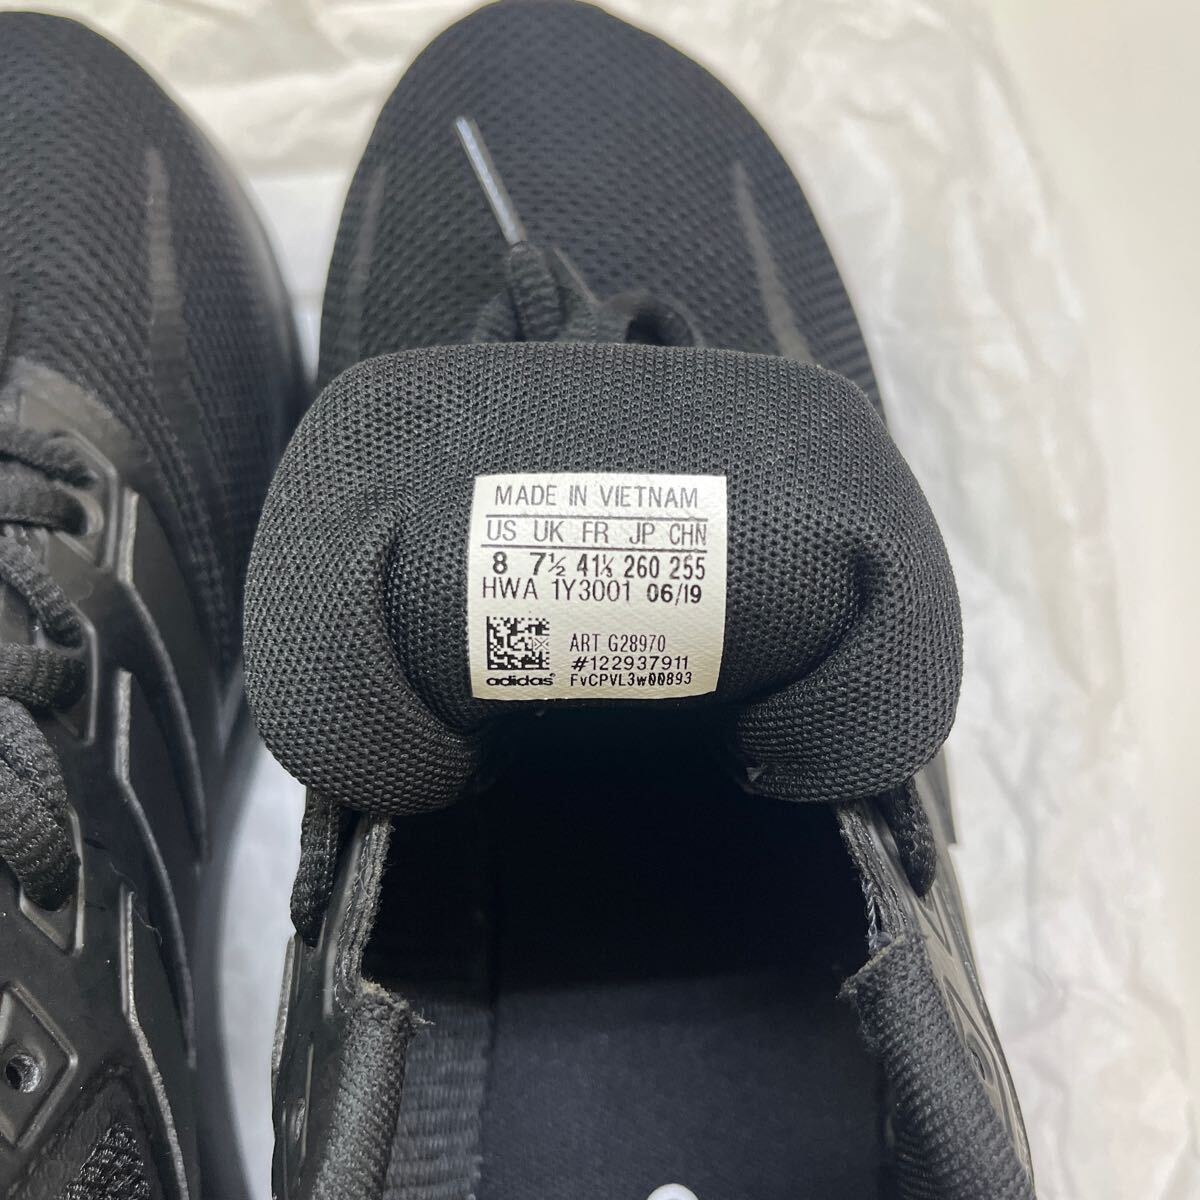 MADE IN VIETNAM
US UK FR JP CHN
8 7½ 41⅓ 260 255
HWA 1Y3001 06/19
ART G28970
#122937911
adidas FvCPVL3w00893